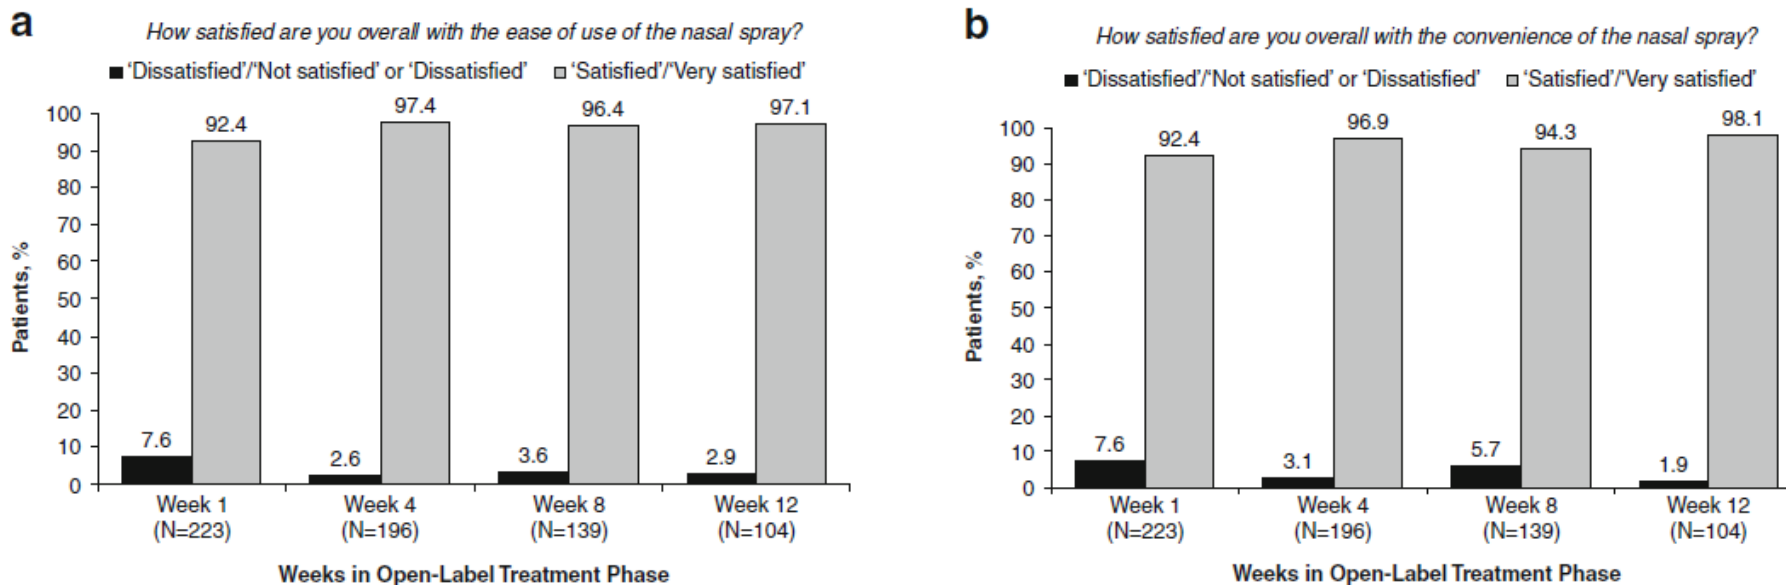 a
How satisfied are you overall with the ease of use of the nasal spray?
■ ‘Dissatisfied’/‘Not satisfied’ or ‘Dissatisfied’ ■ ‘Satisfied’/‘Very satisfied’
Patients, %
100
90
80
70
60
50
40
30
20
10
0
7.6
92.4
2.6
97.4
3.6
96.4
2.9
97.1
Week 1 Week 4 Week 8 Week 12
(N=223) (N=196) (N=139) (N=104)
Weeks in Open-Label Treatment Phase
b
How satisfied are you overall with the convenience of the nasal spray?
■ ‘Dissatisfied’/‘Not satisfied’ or ‘Dissatisfied’ ■ ‘Satisfied’/‘Very satisfied’
Patients, %
100
90
80
70
60
50
40
30
20
10
0
7.6
92.4
3.1
96.9
5.7
94.3
1.9
98.1
Week 1 Week 4 Week 8 Week 12
(N=223) (N=196) (N=139) (N=104)
Weeks in Open-Label Treatment Phase